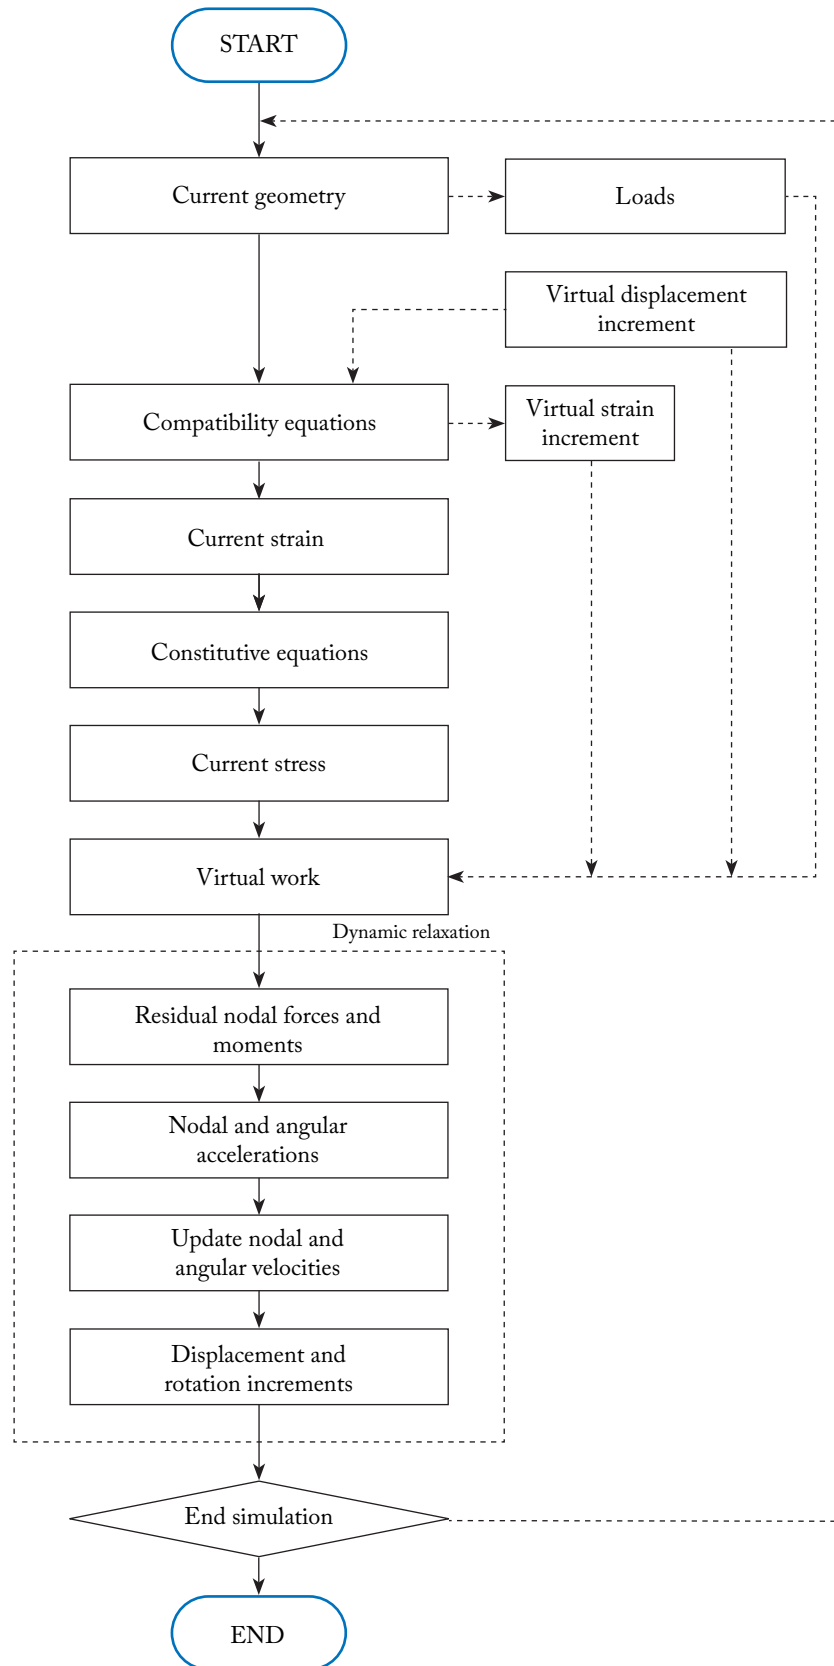 START
Current geometry
Loads
Virtual displacement
increment
Compatibility equations
Virtual strain
increment
Current strain
Constitutive equations
Current stress
Virtual work
Dynamic relaxation
Residual nodal forces and
moments
Nodal and angular
accelerations
Update nodal and
angular velocities
Displacement and
rotation increments
End simulation
END